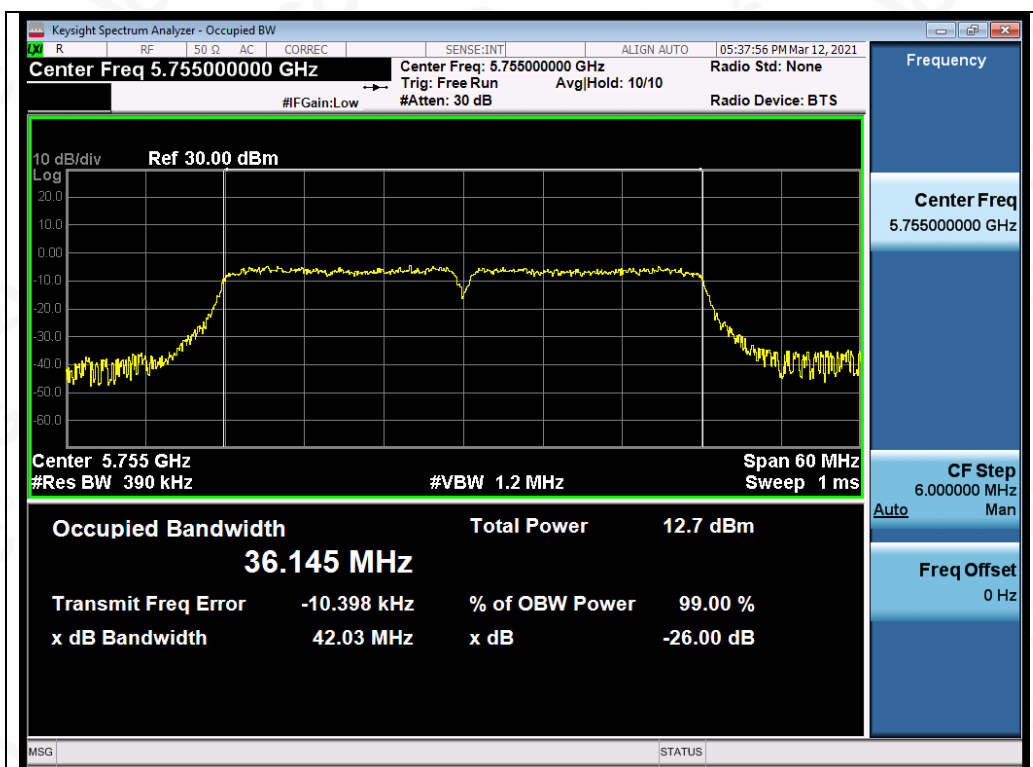 Keysight Spectrum Analyzer - Occupied BW
LXI R RF 50 Ω AC CORREC SENSE:INT ALIGN AUTO 05:37:56 PM Mar 12, 2021
Center Freq 5.755000000 GHz
Center Freq: 5.755000000 GHz
Radio Std: None
Trig: Free Run Avg|Hold: 10/10
#IFGain:Low #Atten: 30 dB Radio Device: BTS
10 dB/div Ref 30.00 dBm
Log
20.0
10.0
0.00
-10.0
-20.0
-30.0
-40.0
-50.0
-60.0
Center 5.755 GHz Span 60 MHz
#Res BW 390 kHz #VBW 1.2 MHz Sweep 1 ms
Occupied Bandwidth Total Power 12.7 dBm
36.145 MHz
Transmit Freq Error -10.398 kHz % of OBW Power 99.00 %
x dB Bandwidth 42.03 MHz x dB -26.00 dB
MSG STATUS
Frequency
Center Freq
5.755000000 GHz
CF Step
6.000000 MHz
Auto Man
Freq Offset
0 Hz